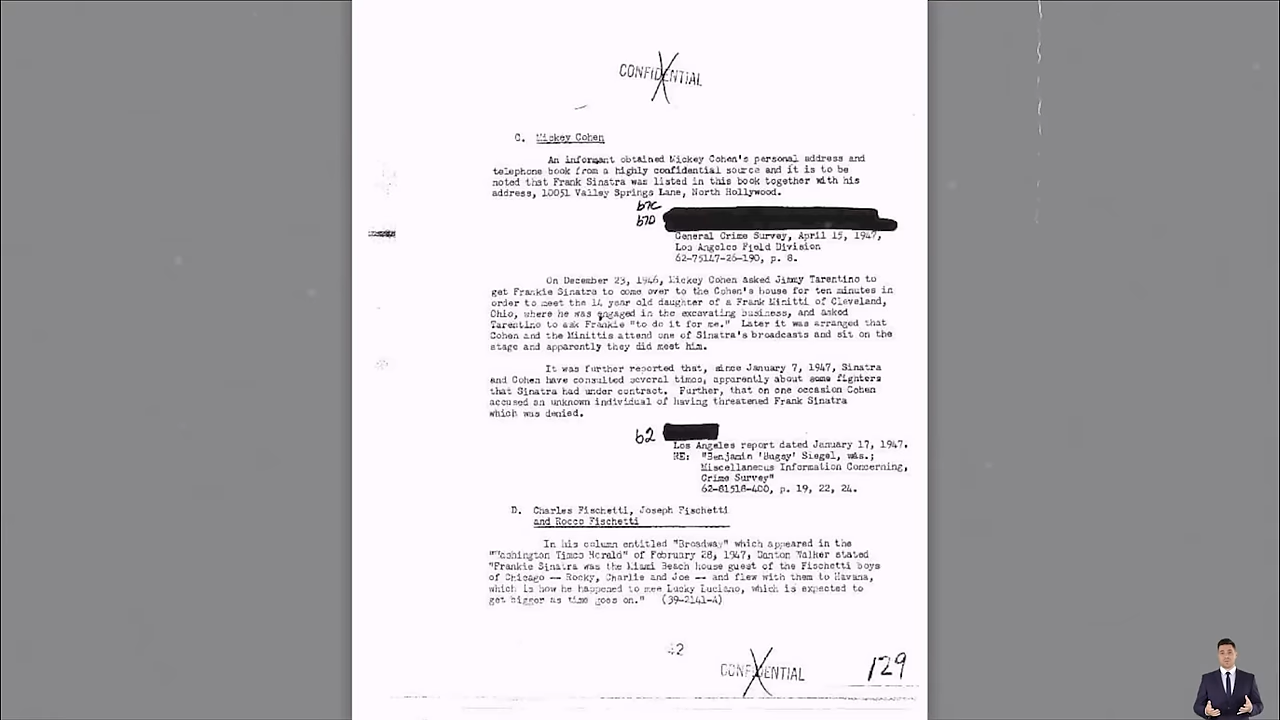 CONFIDENTIAL
C. Mickey Cohen
An informant obtained Mickey Cohen's personal address and
telephone book from a highly confidential source and it is to be
noted that Frank Sinatra was listed in this book together with his
address, 10051 Valley Springs Lane, North Hollywood.
b7C
b7D
General Crime Survey, April 15, 1947,
Los Angeles Field Division
62-75147-26-190, p. 8.
On December 23, 1946, Mickey Cohen asked Jimmy Tarentino to
get Frankie Sinatra to come over to the Cohen's house for ten minutes in
order to meet the 14 year old daughter of a Frank Minitti of Cleveland,
Ohio, where he was engaged in the excavating business, and asked
Tarentino to ask Frankie "to do it for me." Later it was arranged that
Cohen and the Minittis attend one of Sinatra's broadcasts and sit on the
stage and apparently they did meet him.
It was further reported that, since January 7, 1947, Sinatra
and Cohen have consulted several times, apparently about some fighters
that Sinatra had under contract. Further, that on one occasion Cohen
accused an unknown individual of having threatened Frank Sinatra
which was denied.
b2
Los Angeles report dated January 17, 1947.
RE: "Benjamin 'Bugsy' Siegel, was.;
Miscellaneous Information Concerning,
Crime Survey"
62-81518-400, p. 19, 22, 24.
D. Charles Fischetti, Joseph Fischetti
and Rocco Fischetti
In his column entitled "Broadway" which appeared in the
"Washington Times Herald" of February 28, 1947, Danton Walker stated
"Frankie Sinatra was the Miami Beach house guest of the Fischetti boys
of Chicago -- Rocky, Charlie and Joe -- and flew with them to Havana,
which is how he happened to mee Lucky Luciano, which is expected to
get bigger as time goes on." (39-2141-A)
42
CONFIDENTIAL
129